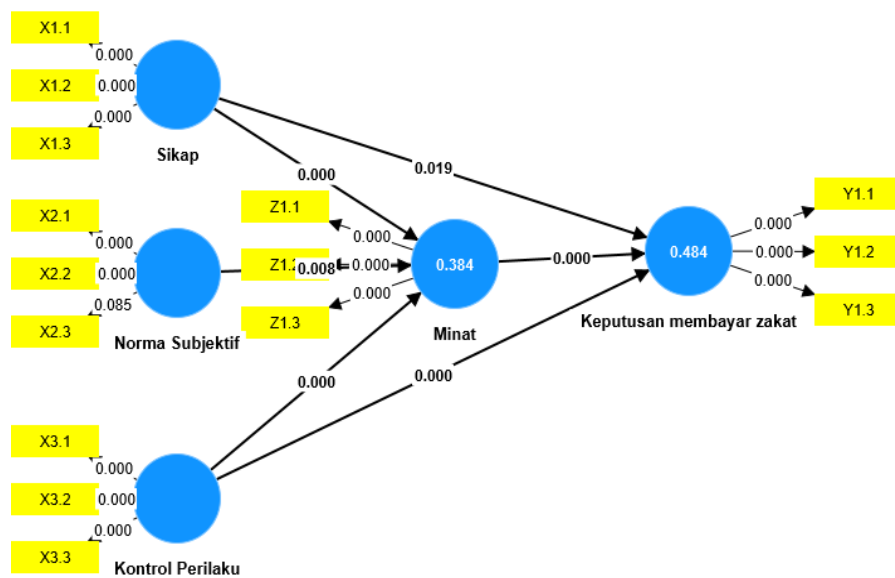 X1.1
0.000
X1.2
0.000
0.000
X1.3
Sikap
0.019
0.000
X2.1
0.000
X2.2
0.000
0.085
X2.3
Norma Subjektif
Z1.1
0.000
0.008
0.000
0.000
Z1.3
0.384
Minat
0.000
0.484
Keputusan membayar zakat
0.000
Y1.1
0.000
Y1.2
0.000
Y1.3
0.000
0.000
X3.1
0.000
X3.2
0.000
0.000
X3.3
Kontrol Perilaku